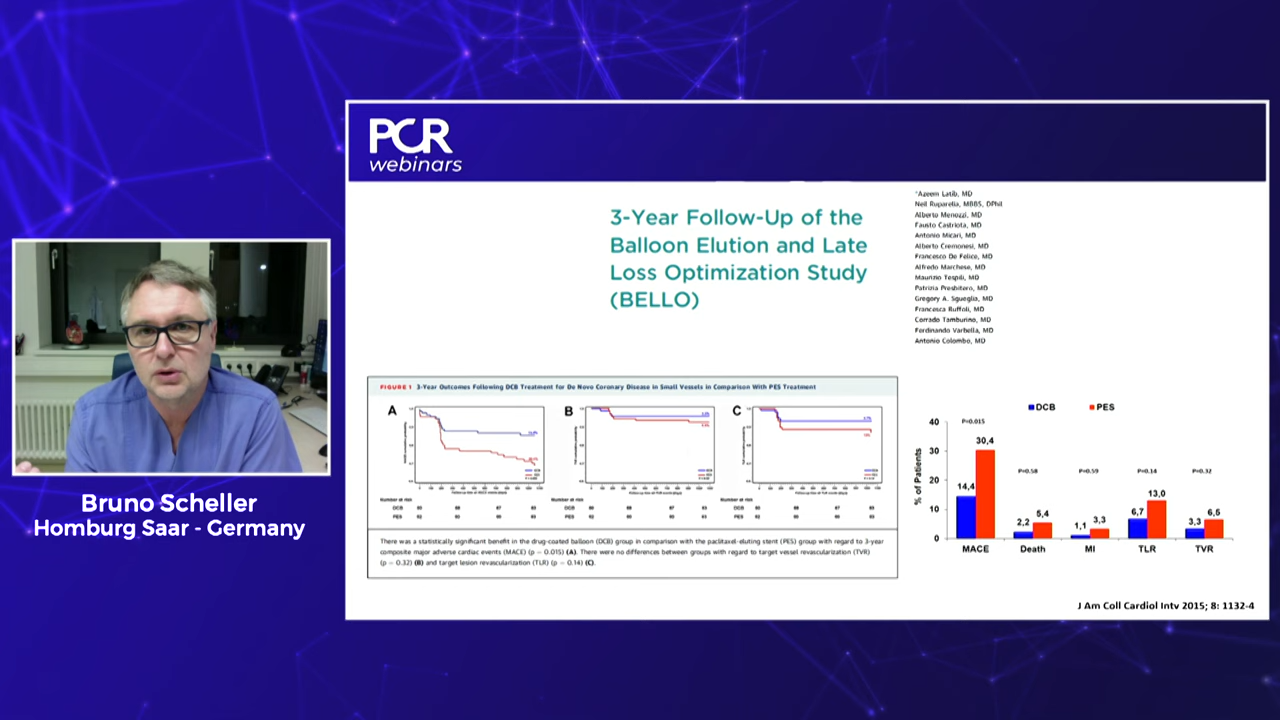 PCR
webinars
3-Year Follow-Up of the
Balloon Elution and Late
Loss Optimization Study
(BELLO)
*Azeem Latib, MD
Neil Ruparelia, MBBS, DPhil
Alberto Menozzi, MD
Fausto Castriota, MD
Antonio Micari, MD
Alberto Cremonesi, MD
Francesco De Felice, MD
Alfredo Marchese, MD
Maurizio Tespili, MD
Patrizia Presbitero, MD
Gregory A. Sgueglia, MD
Francesca Buffoli, MD
Corrado Tamburino, MD
Ferdinando Varbella, MD
Antonio Colombo, MD
Bruno Scheller
Homburg Saar - Germany
FIGURE 1 3-Year Outcomes Following DCB Treatment for De Novo Coronary Disease in Small Vessels in Comparison With PES Treatment
A
B
C
Number at risk
Number at risk
Number at risk
DCB
DCB
DCB
PES
PES
PES
There was a statistically significant benefit in the drug-coated balloon (DCB) group in comparison with the paclitaxel-eluting stent (PES) group with regard to 3-year
composite major adverse cardiac events (MACE) (p = 0.015) (A). There were no differences between groups with regard to target vessel revascularization (TVR)
(p = 0.32) (B) and target lesion revascularization (TLR) (p = 0.14) (C).
DCB PES
% of Patients
40
30
20
10
0
P=0.015
P=0.58
P=0.59
P=0.14
P=0.32
14,4 30,4
2,2 5,4
1,1 3,3
6,7 13,0
3,3 6,5
MACE Death MI TLR TVR
J Am Coll Cardiol Intv 2015; 8: 1132-4